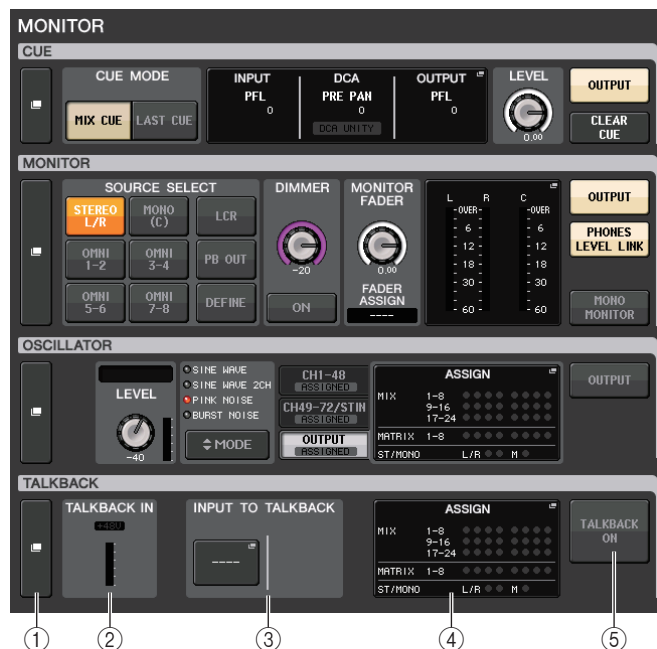 MONITOR
CUE
CUE MODE
MIX CUE
LAST CUE
INPUT
PFL
0
DCA
PRE PAN
0
DCA UNITY
OUTPUT
PFL
0
LEVEL
0.00
OUTPUT
CLEAR
CUE
MONITOR
SOURCE SELECT
STEREO
L/R
MONO
(C)
LCR
OMNI
1-2
OMNI
3-4
PB OUT
OMNI
5-6
OMNI
7-8
DEFINE
DIMMER
-20
ON
MONITOR
FADER
0.00
FADER
ASSIGN
----
L R C
-OVER- -OVER
6 6
12 12
18 18
30 30
60 60
OUTPUT
PHONES
LEVEL LINK
MONO
MONITOR
OSCILLATOR
LEVEL
-40
SINE WAVE
SINE WAVE 2CH
PINK NOISE
BURST NOISE
MODE
CH1-48
ASSIGNED
CH49-72/STIN
ASSIGNED
OUTPUT
ASSIGNED
ASSIGN
MIX 1-8
9-16
17-24
MATRIX 1-8
ST/MONO L/R M
OUTPUT
TALKBACK
TALKBACK IN
+48V
INPUT TO TALKBACK
----
ASSIGN
MIX 1-8
9-16
17-24
MATRIX 1-8
ST/MONO L/R M
TALKBACK
ON
① ② ③ ④ ⑤